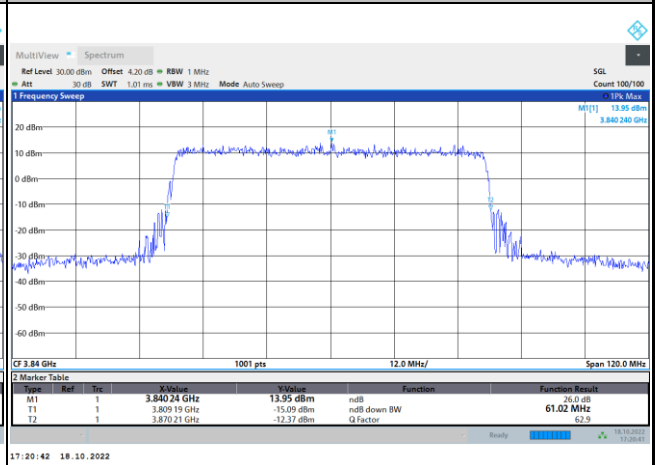 MultiView Spectrum
Ref Level 30.00 dBm Offset 4.20 dB RBW 1 MHz SGL
Att 30 dB SWT 1.01 ms VBW 3 MHz Mode Auto Sweep Count 100/100
1 Frequency Sweep 1Pk Max
M1[1] 13.95 dBm
3.840 240 GHz
M1
20 dBm
10 dBm
0 dBm
-10 dBm
T1
T2
-20 dBm
-30 dBm
-40 dBm
-50 dBm
-60 dBm
CF 3.84 GHz 1001 pts 12.0 MHz/ Span 120.0 MHz
2 Marker Table
Type Ref Trc X-Value Y-Value Function Function Result
M1 1 3.840 24 GHz 13.95 dBm ndB 26.0 dB
T1 1 3.809 19 GHz -15.09 dBm ndB down BW 61.02 MHz
T2 1 3.870 21 GHz -12.37 dBm Q Factor 62.9
Ready 18.10.2022
17:20:41
17:20:42 18.10.2022